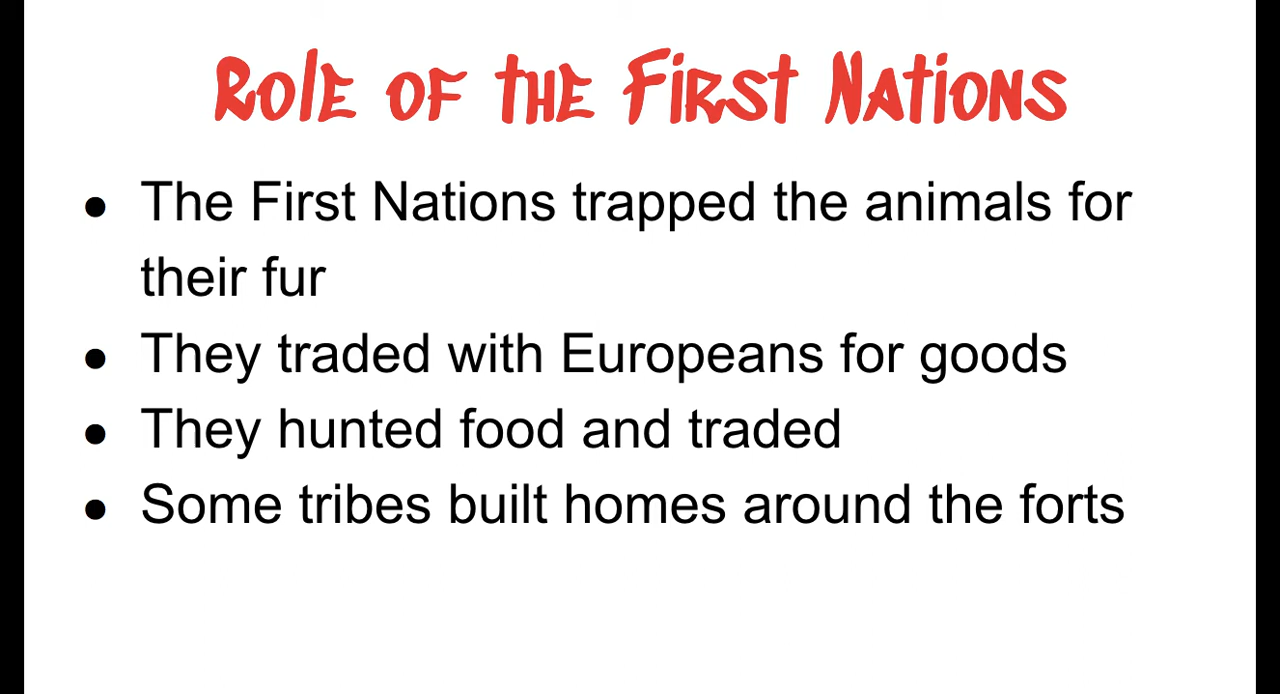 Role of the First Nations
● The First Nations trapped the animals for
their fur
● They traded with Europeans for goods
● They hunted food and traded
● Some tribes built homes around the forts